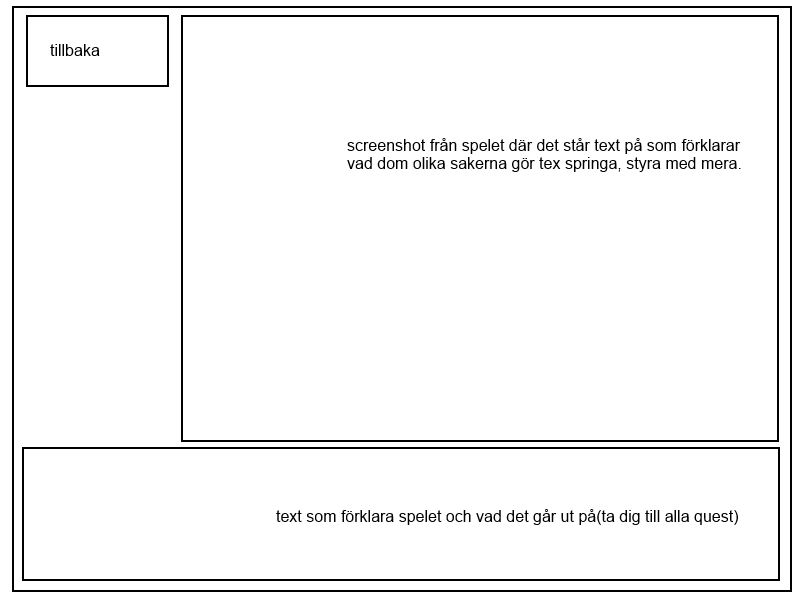 tillbaka
screenshot från spelet där det står text på som förklarar
vad dom olika sakerna gör tex springa, styra med mera.
text som förklara spelet och vad det går ut på(ta dig till alla quest)